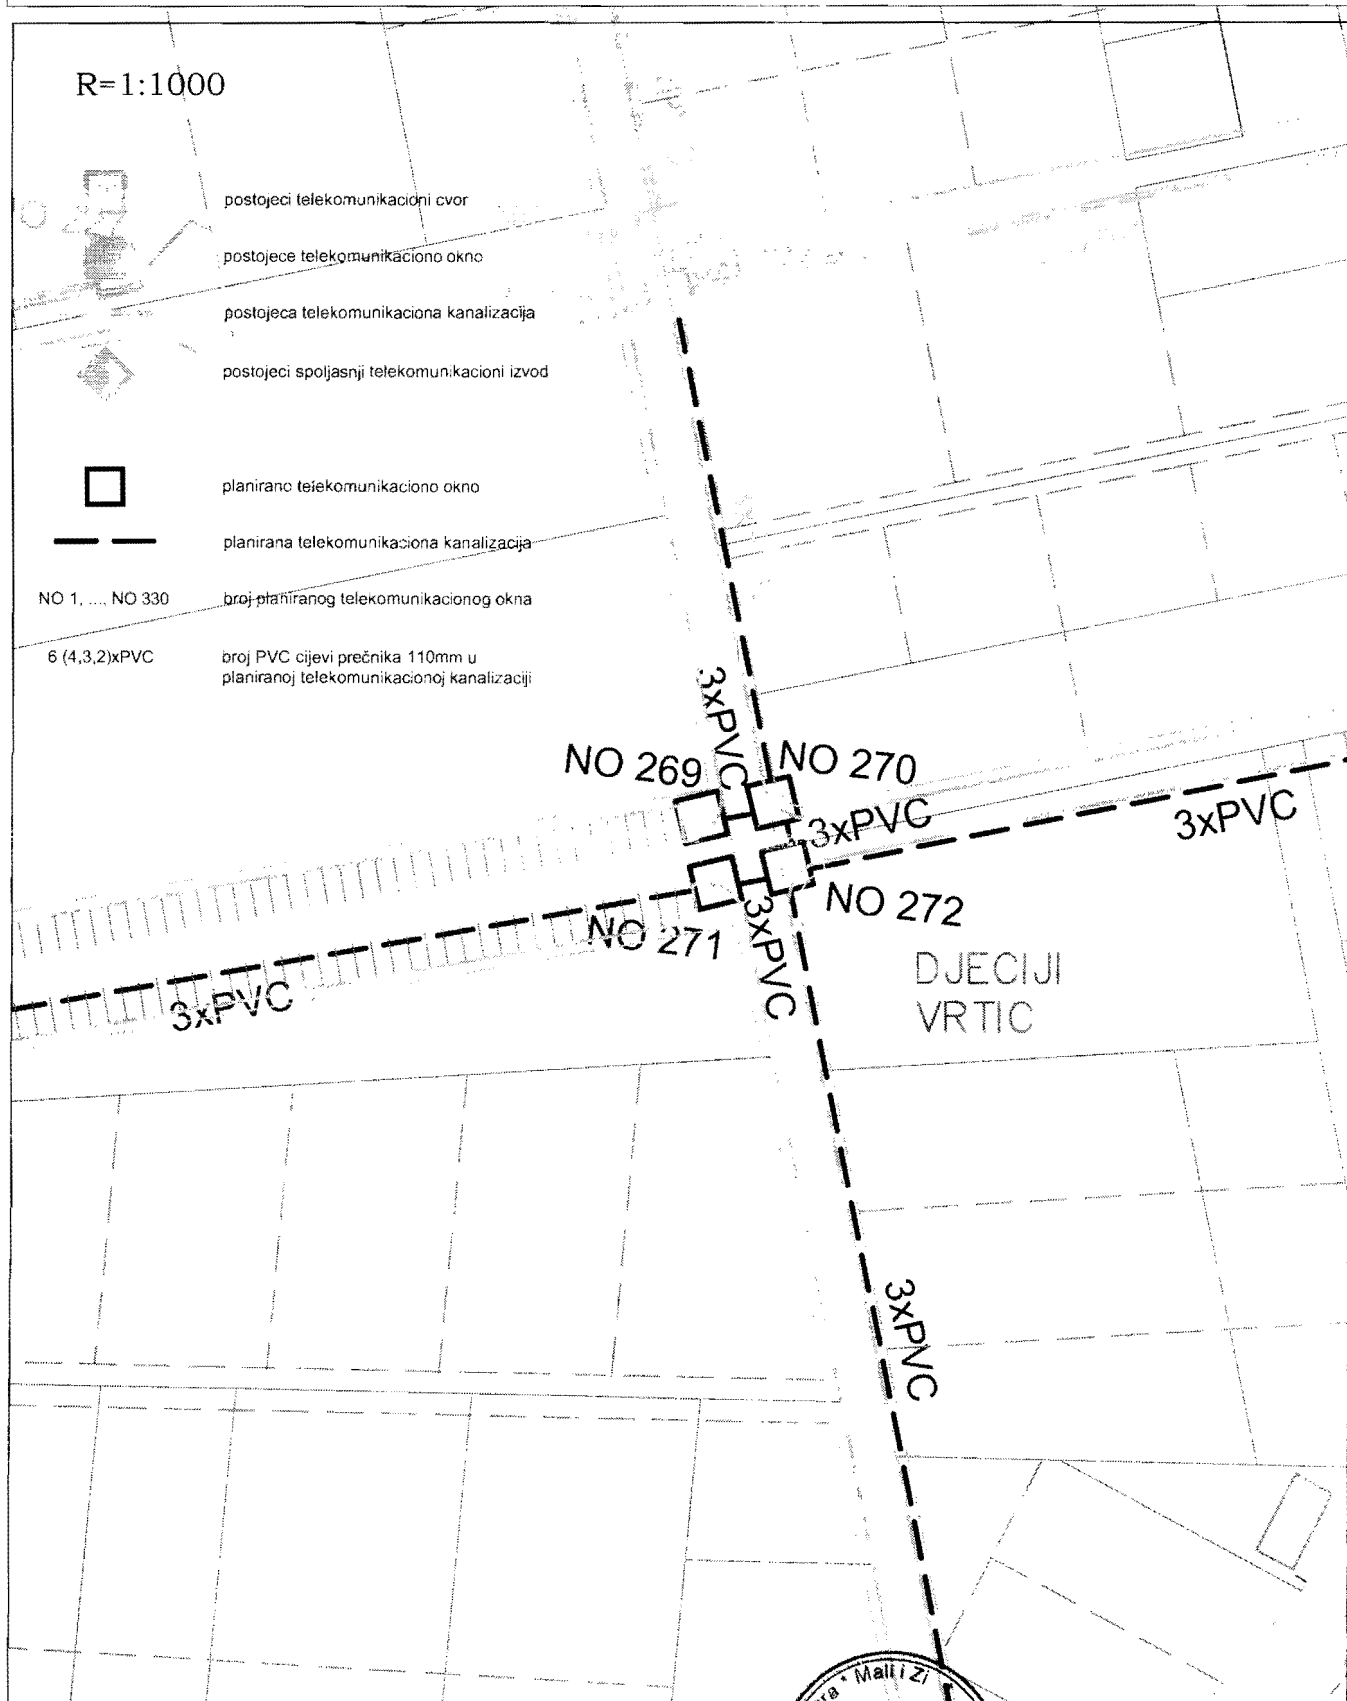 R=1:1000
postojeci telekomunikacioni cvor
postojece telekomunikaciono okno
postojeca telekomunikaciona kanalizacija
postojeci spoljasnji telekomunikacioni izvod
planirano telekomunikaciono okno
planirana telekomunikaciona kanalizacija
NO 1, ..., NO 330
broj planiranog telekomunikacionog okna
6 (4,3,2)xPVC
broj PVC cijevi prečnika 110mm u
planiranoj telekomunikacionoj kanalizaciji
3xPVC
NO 269
NO 270
3xPVC
3xPVC
NO 272
NO 271
3xPVC
3xPVC
DJECIJI
VRTIC
3xPVC
Mali i Zi